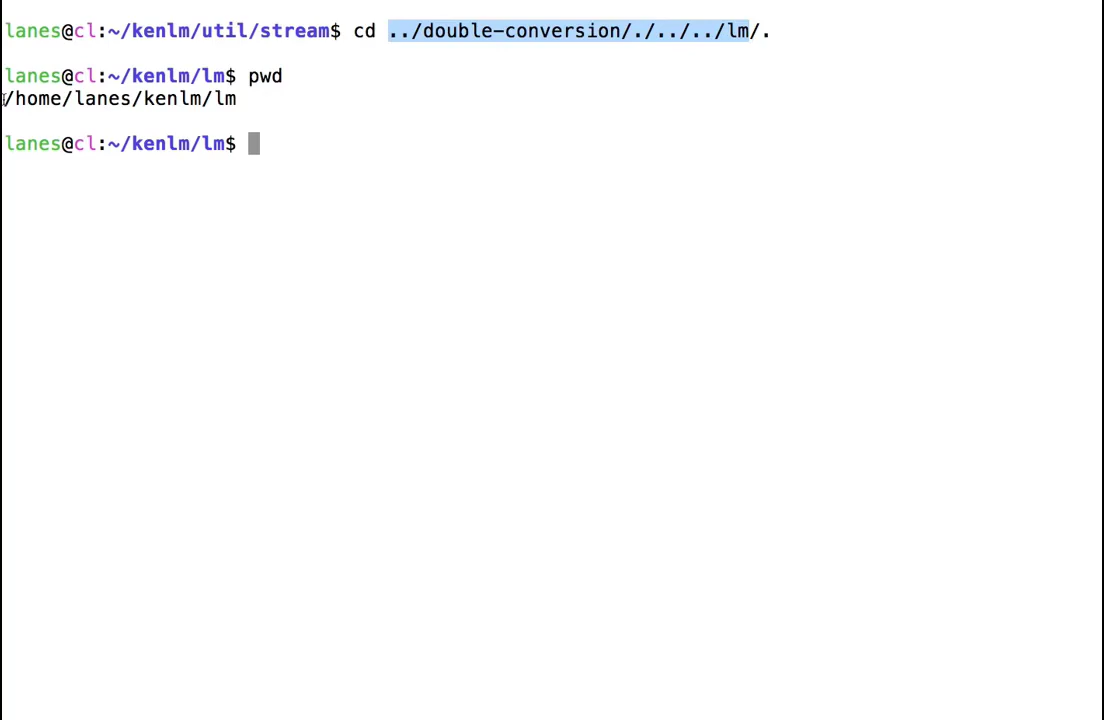 lanes@cl:~/kenlm/util/stream$ cd ../double-conversion/./../../lm/.
lanes@cl:~/kenlm/lm$ pwd
/home/lanes/kenlm/lm
lanes@cl:~/kenlm/lm$